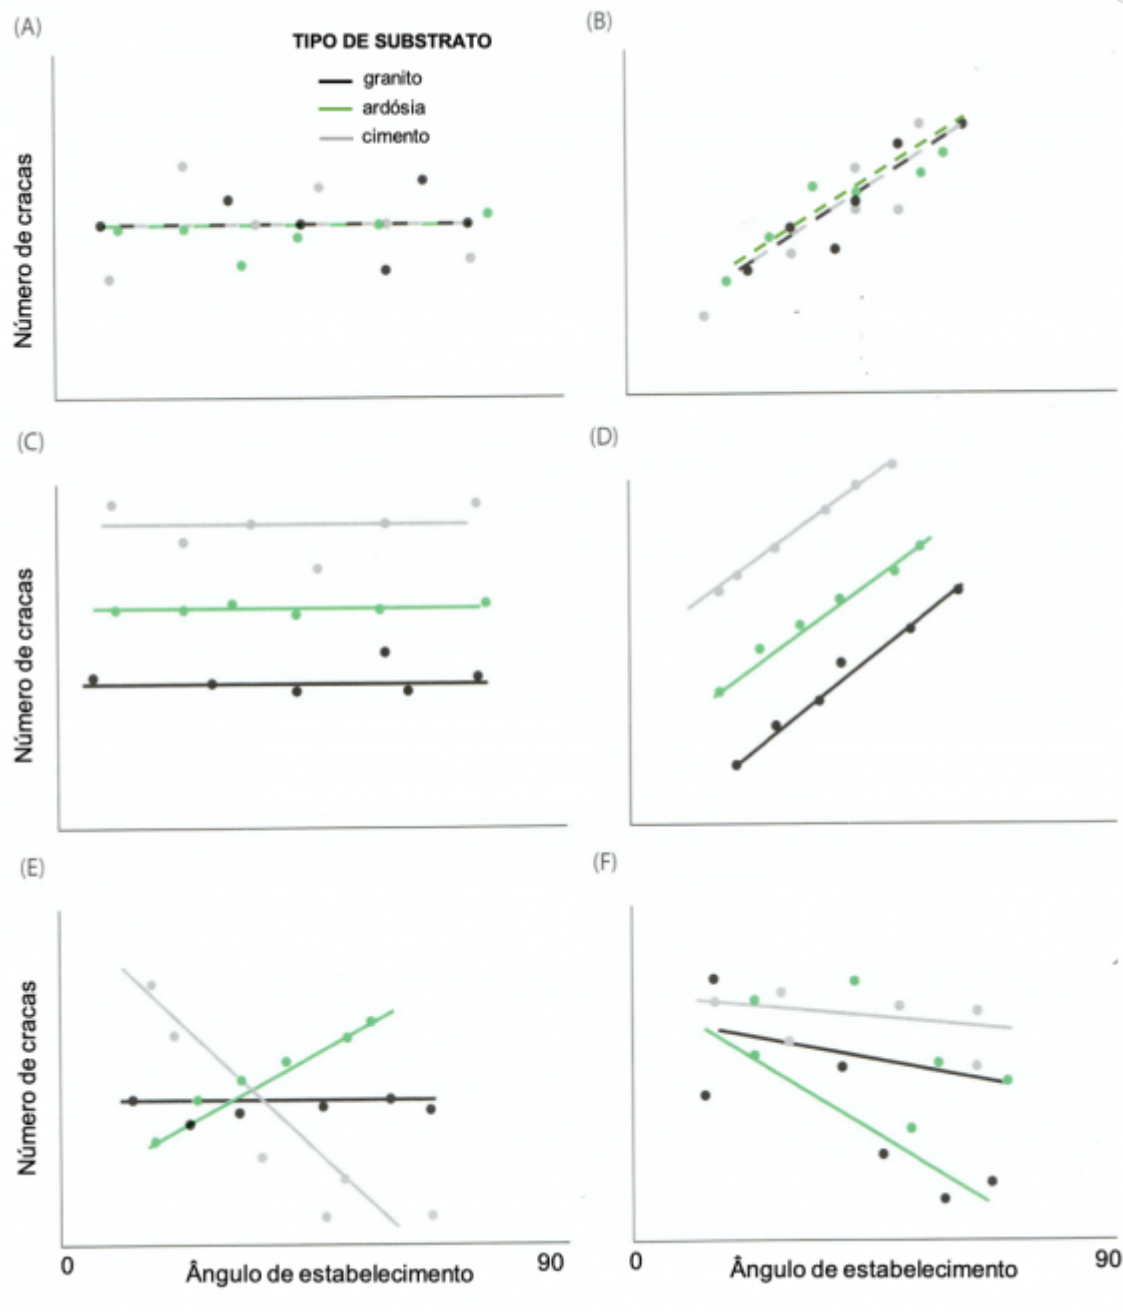 (A)
(B)
TIPO DE SUBSTRATO
granito
ardósia
cimento
Número de cracas
(C)
(D)
Número de cracas
(E)
(F)
Número de cracas
0
90
Ângulo de estabelecimento
0
90
Ângulo de estabelecimento